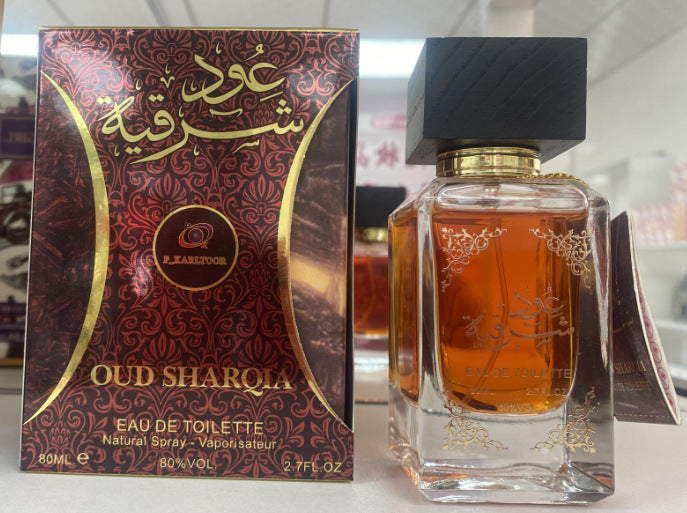 عود
شرقية
P_KARLTOOR
OUD SHARQIA
EAU DE TOILETTE
Natural Spray - Vaporisateur
80ML e
80%VOL
2.7FL.OZ
عود
شرقية
EAU DE TOILETTE